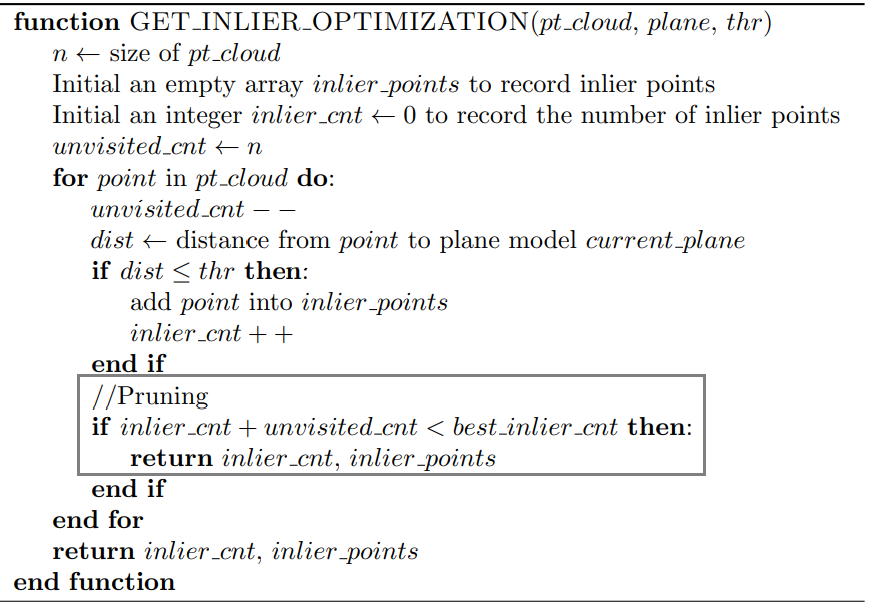 function GET_INLIER_OPTIMIZATION(pt_cloud, plane, thr)
n ← size of pt_cloud
Initial an empty array inlier_points to record inlier points
Initial an integer inlier_cnt ← 0 to record the number of inlier points
unvisited_cnt ← n
for point in pt_cloud do:
unvisited_cnt − −
dist ← distance from point to plane model current_plane
if dist ≤ thr then:
add point into inlier_points
inlier_cnt + +
end if
//Pruning
if inlier_cnt + unvisited_cnt < best_inlier_cnt then:
return inlier_cnt, inlier_points
end if
end for
return inlier_cnt, inlier_points
end function